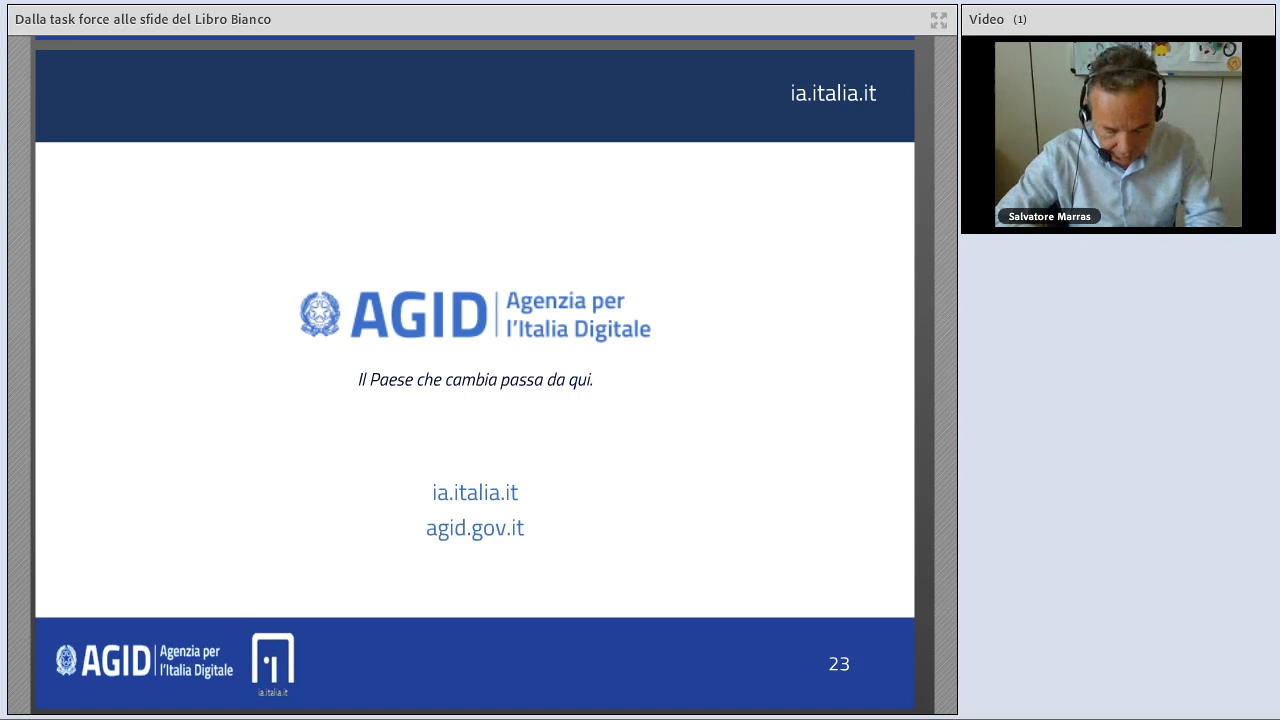 Dalla task force alle sfide del Libro Bianco
Video (1)
ia.italia.it
Salvatore Marras
AGID Agenzia per
l'Italia Digitale
Il Paese che cambia passa da qui.
ia.italia.it
agid.gov.it
AGID Agenzia per
l'Italia Digitale
ia.italia.it
23